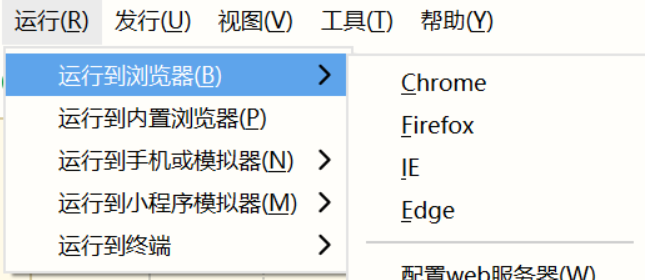 运行(R) 发行(U) 视图(V) 工具(T) 帮助(Y)
运行到浏览器(B)
运行到内置浏览器(P)
运行到手机或模拟器(N)
运行到小程序模拟器(M)
运行到终端
Chrome
Firefox
IE
Edge
配置web服务器(W)